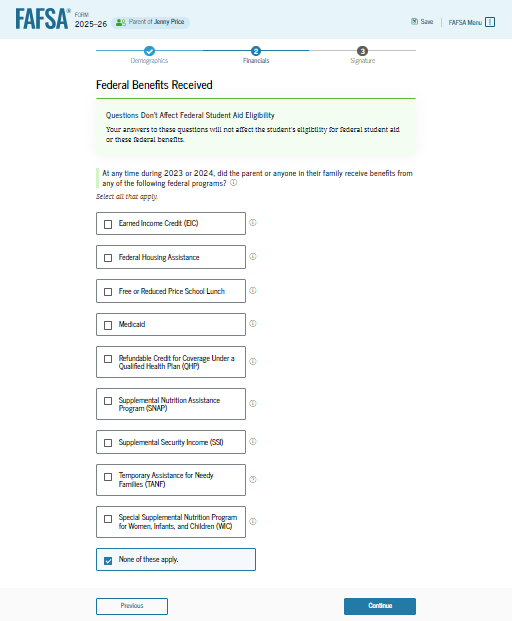 FAFSA® FORM 2025–26 Parent of Jenny Price Save FAFSA Menu
Demographics 2 Financials 3 Signature
Federal Benefits Received
Questions Don't Affect Federal Student Aid Eligibility
Your answers to these questions will not affect the student's eligibility for federal student aid
or these federal benefits.
At any time during 2023 or 2024, did the parent or anyone in their family receive benefits from
any of the following federal programs?
Select all that apply.
Earned Income Credit (EIC)
Federal Housing Assistance
Free or Reduced Price School Lunch
Medicaid
Refundable Credit for Coverage Under a
Qualified Health Plan (QHP)
Supplemental Nutrition Assistance
Program (SNAP)
Supplemental Security Income (SSI)
Temporary Assistance for Needy
Families (TANF)
Special Supplemental Nutrition Program
for Women, Infants, and Children (WIC)
None of these apply.
Previous Continue